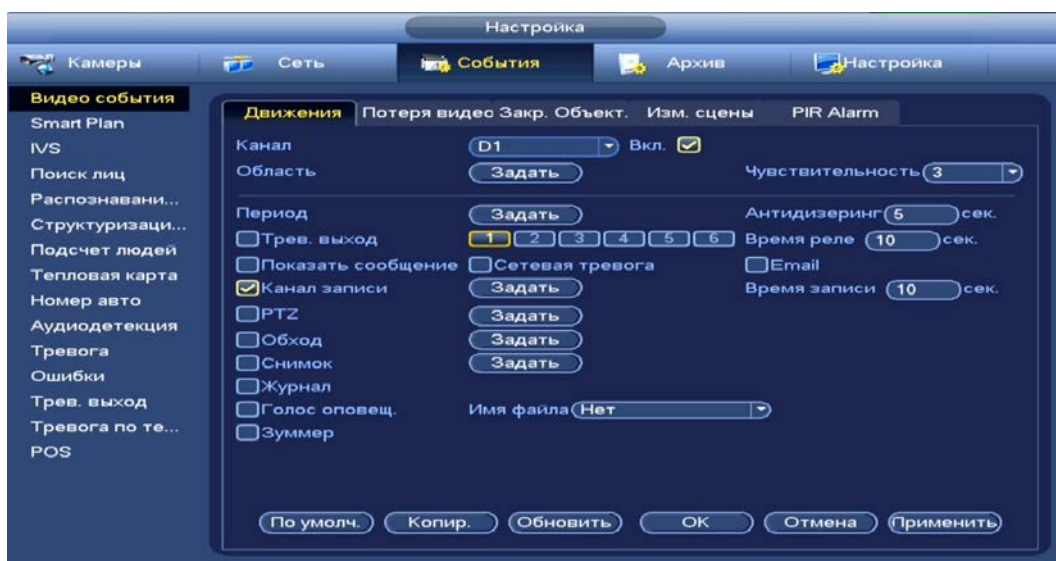 Настройка
Камеры Сеть События Архив Настройка
Видео события
Smart Plan
IVS
Поиск лиц
Распознавани...
Структуризаци...
Подсчет людей
Тепловая карта
Номер авто
Аудиодетекция
Тревога
Ошибки
Трев. выход
Тревога по те...
POS
Движения Потеря видео Закр. Объект. Изм. сцены PIR Alarm
Канал D1 Вкл.
Область Задать Чувствительность 3
Период Задать Антидизеринг 5 сек.
Трев. выход 1 2 3 4 5 6 Время реле 10 сек.
Показать сообщение Сетевая тревога Email
Канал записи Задать Время записи 10 сек.
PTZ Задать
Обход Задать
Снимок Задать
Журнал
Голос оповещ. Имя файла Нет
Зуммер
По умолч. Копир. Обновить OK Отмена Применить